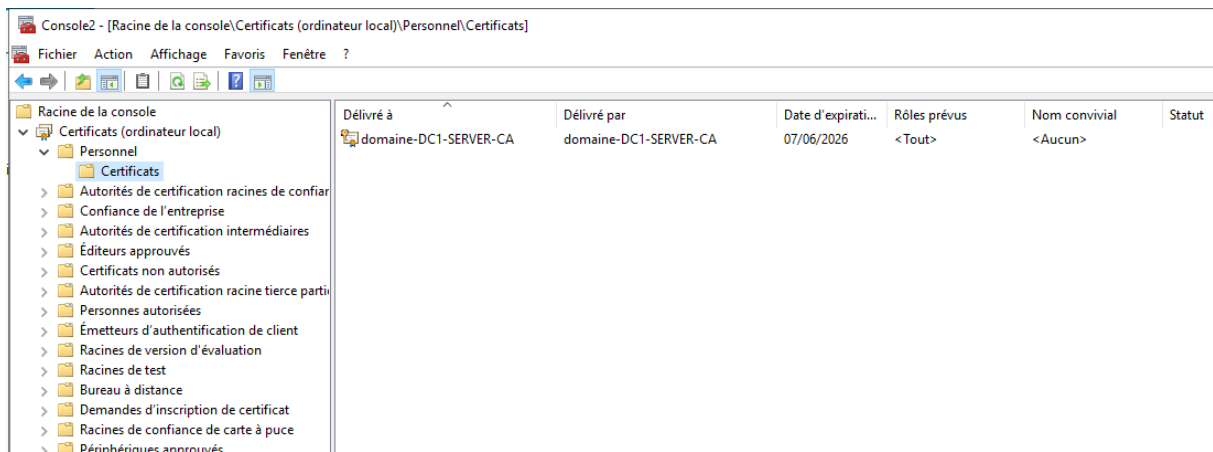 Console2 - [Racine de la console\Certificats (ordinateur local)\Personnel\Certificats]
Fichier Action Affichage Favoris Fenêtre ?
Racine de la console
Certificats (ordinateur local)
Personnel
Certificats
Autorités de certification racines de confiar
Confiance de l'entreprise
Autorités de certification intermédiaires
Éditeurs approuvés
Certificats non autorisés
Autorités de certification racine tierce partie
Personnes autorisées
Émetteurs d'authentification de client
Racines de version d'évaluation
Racines de test
Bureau à distance
Demandes d'inscription de certificat
Racines de confiance de carte à puce
Périphériques approuvés
Délivré à Délivré par Date d'expirati... Rôles prévus Nom convivial Statut
domaine-DC1-SERVER-CA domaine-DC1-SERVER-CA 07/06/2026 <Tout> <Aucun>